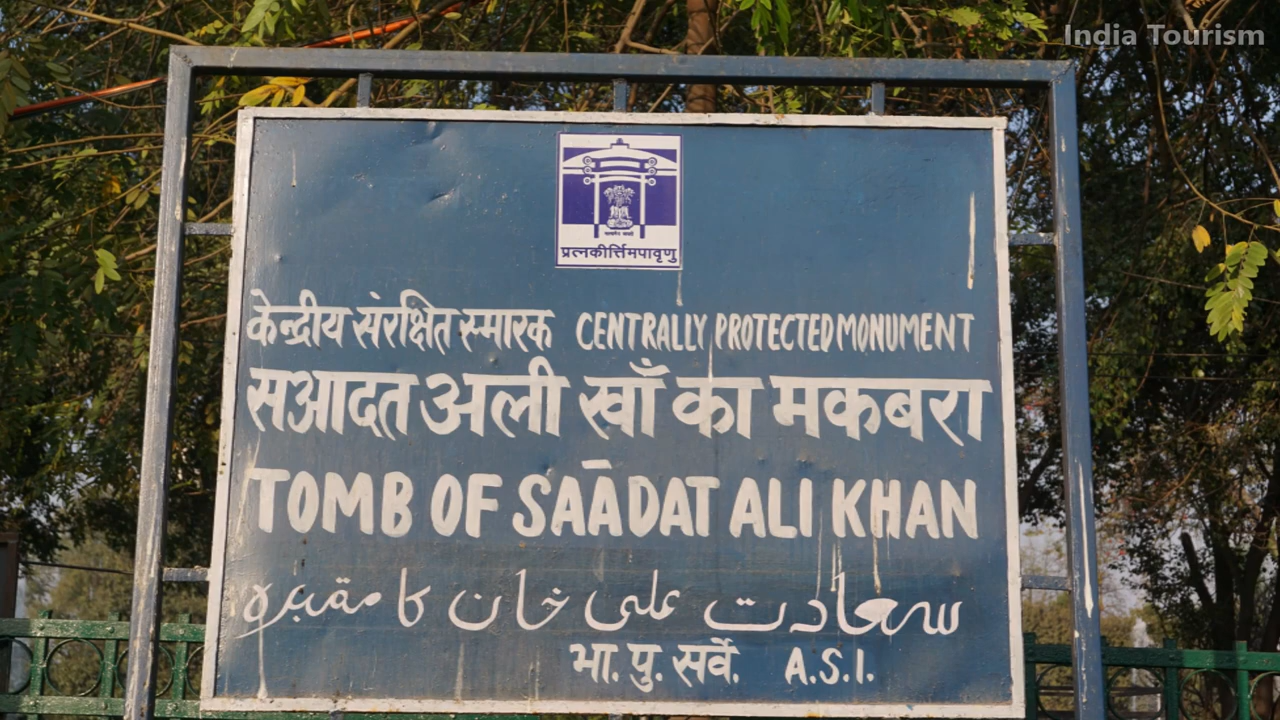 India Tourism
प्रत्नकीर्त्तिमपावृणु
केन्द्रीय संरक्षित स्मारक CENTRALLY PROTECTED MONUMENT
सआदत अली खाँ का मकबरा
TOMB OF SAĀDAT ALI KHAN
سعادت علی خان کا مقبرہ
भा. पु. सर्वे. A.S.I.